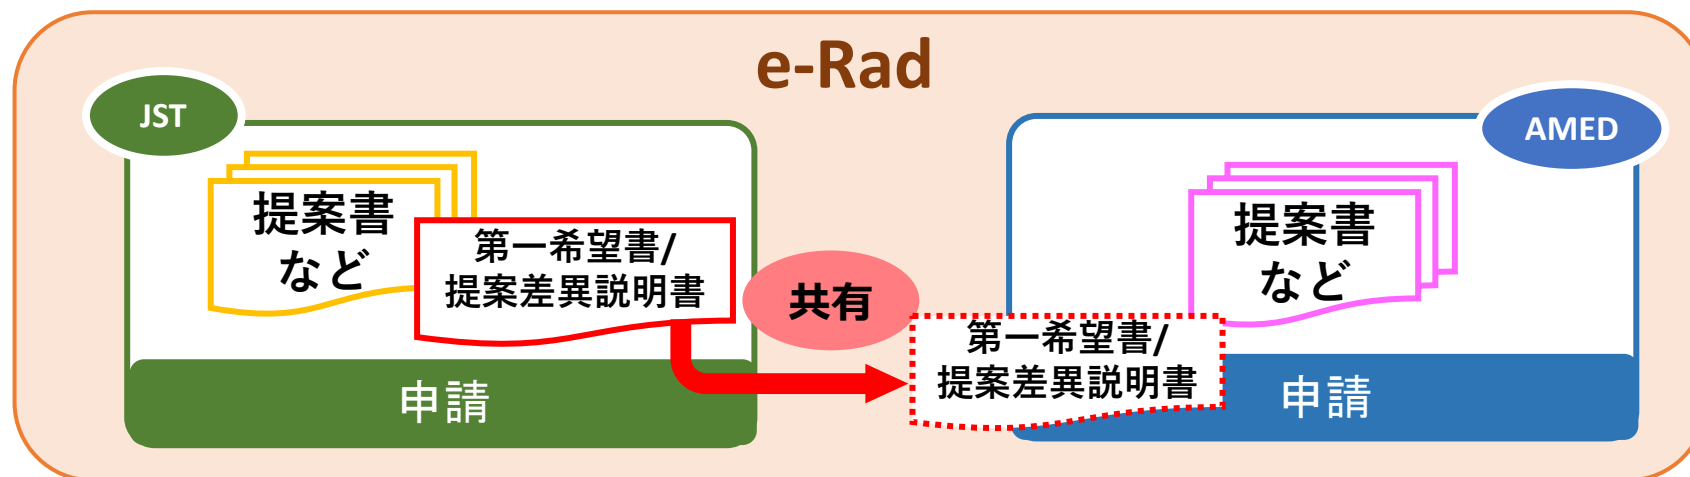 e-Rad
JST
提案書
など
第一希望書/
提案差異説明書
申請
共有
AMED
提案書
など
第一希望書/
提案差異説明書
申請